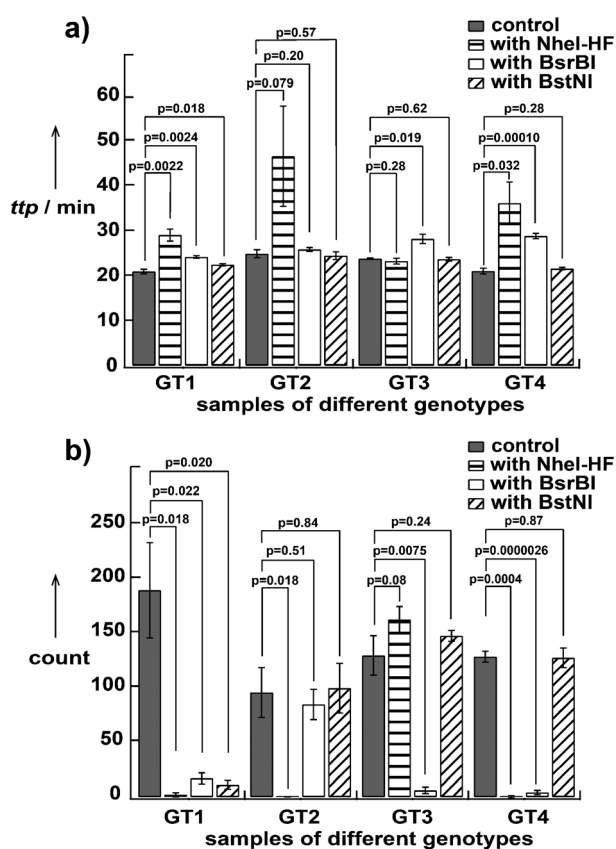 a)
control
with NheI-HF
with BsrBI
with BstNI
p=0.57
p=0.20
p=0.079
p=0.018
p=0.0024
p=0.0022
p=0.62
p=0.019
p=0.28
p=0.28
p=0.00010
p=0.032
60
50
40
30
20
10
0
ttp / min
GT1 GT2 GT3 GT4
samples of different genotypes
b)
control
with NheI-HF
with BsrBI
with BstNI
p=0.020
p=0.022
p=0.018
p=0.84
p=0.51
p=0.018
p=0.24
p=0.0075
p=0.08
p=0.87
p=0.0000026
p=0.0004
250
200
150
100
50
0
count
GT1 GT2 GT3 GT4
samples of different genotypes